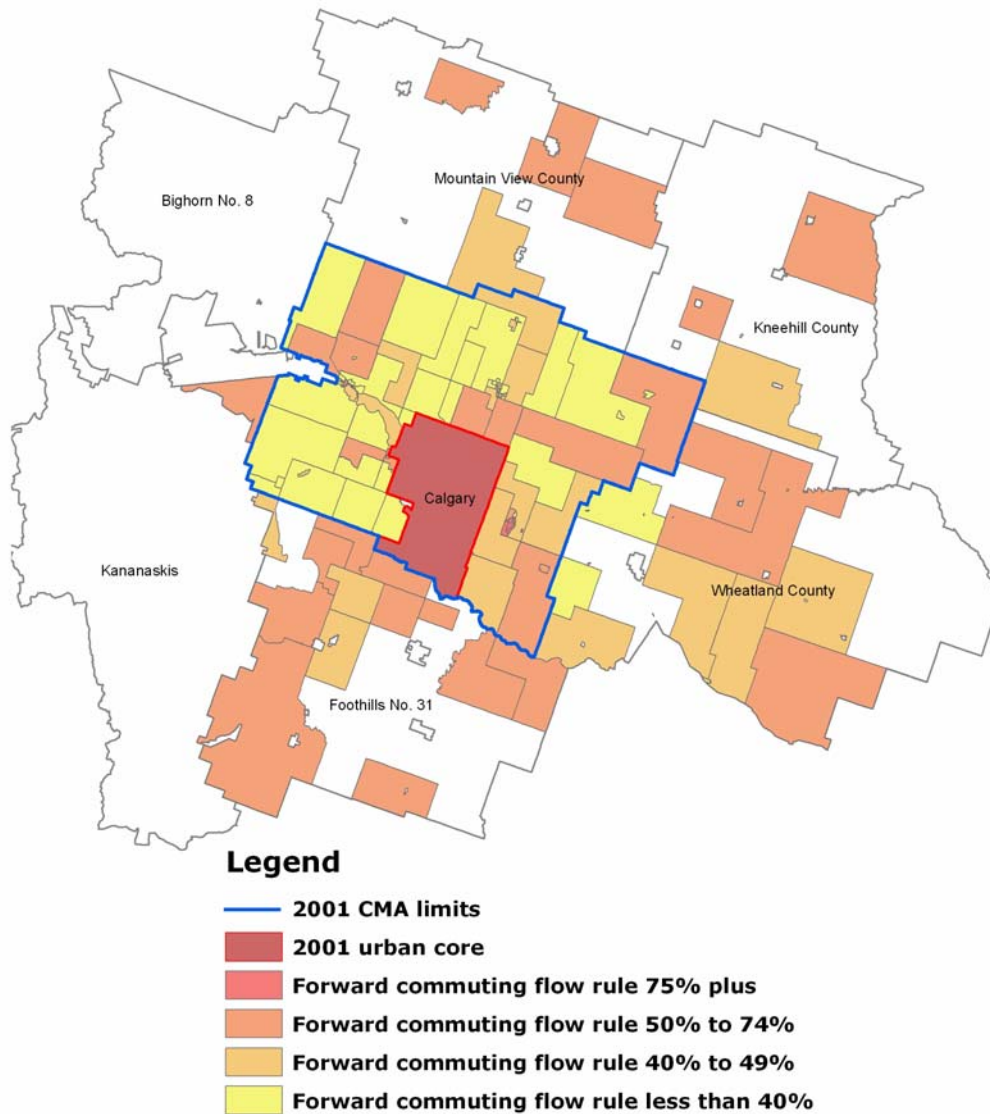 Mountain View County
Bighorn No. 8
Kneehill County
Calgary
Kananaskis
Wheatland County
Foothills No. 31
Legend
2001 CMA limits
2001 urban core
Forward commuting flow rule 75% plus
Forward commuting flow rule 50% to 74%
Forward commuting flow rule 40% to 49%
Forward commuting flow rule less than 40%